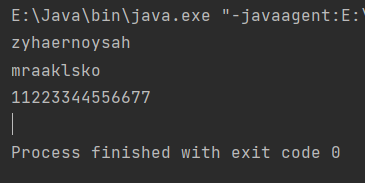 E:\Java\bin\java.exe "-javaagent:E:\
zyhaernoysah
mraaklsko
11223344556677
Process finished with exit code 0